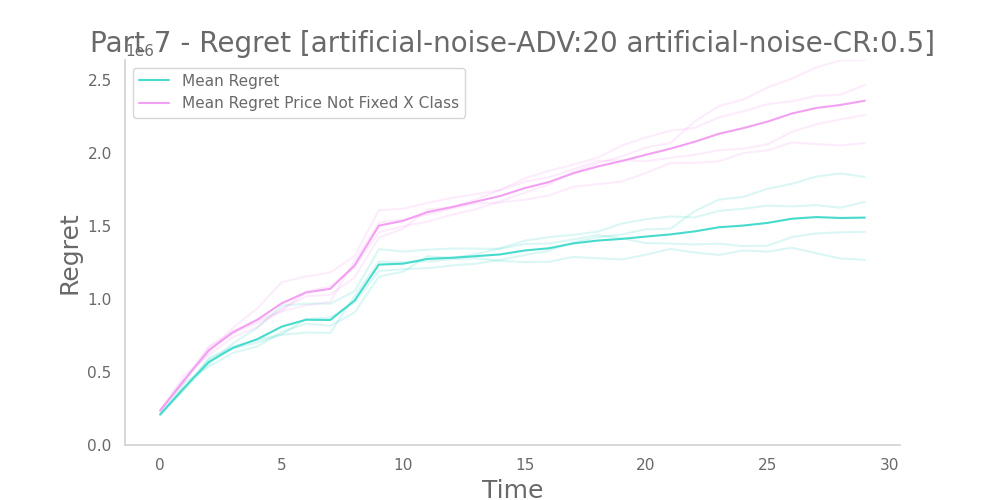 Part 7 - Regret [artificial-noise-ADV:20 artificial-noise-CR:0.5]
1e6
Mean Regret
Mean Regret Price Not Fixed X Class
2.5
2.0
1.5
1.0
0.5
0.0
Regret
0 5 10 15 20 25 30
Time